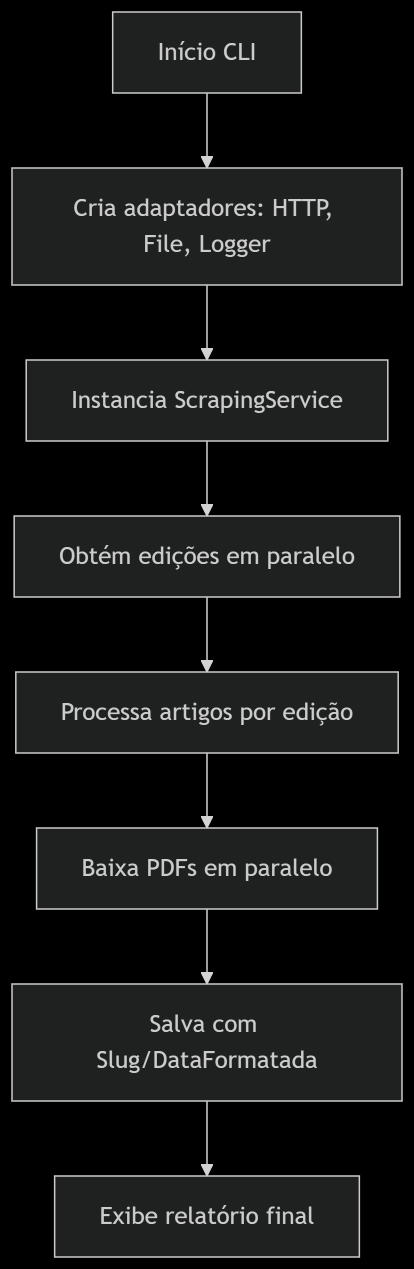 Início CLI
Cria adaptadores: HTTP,
File, Logger
Instancia ScrapingService
Obtém edições em paralelo
Processa artigos por edição
Baixa PDFs em paralelo
Salva com
Slug/DataFormatada
Exibe relatório final